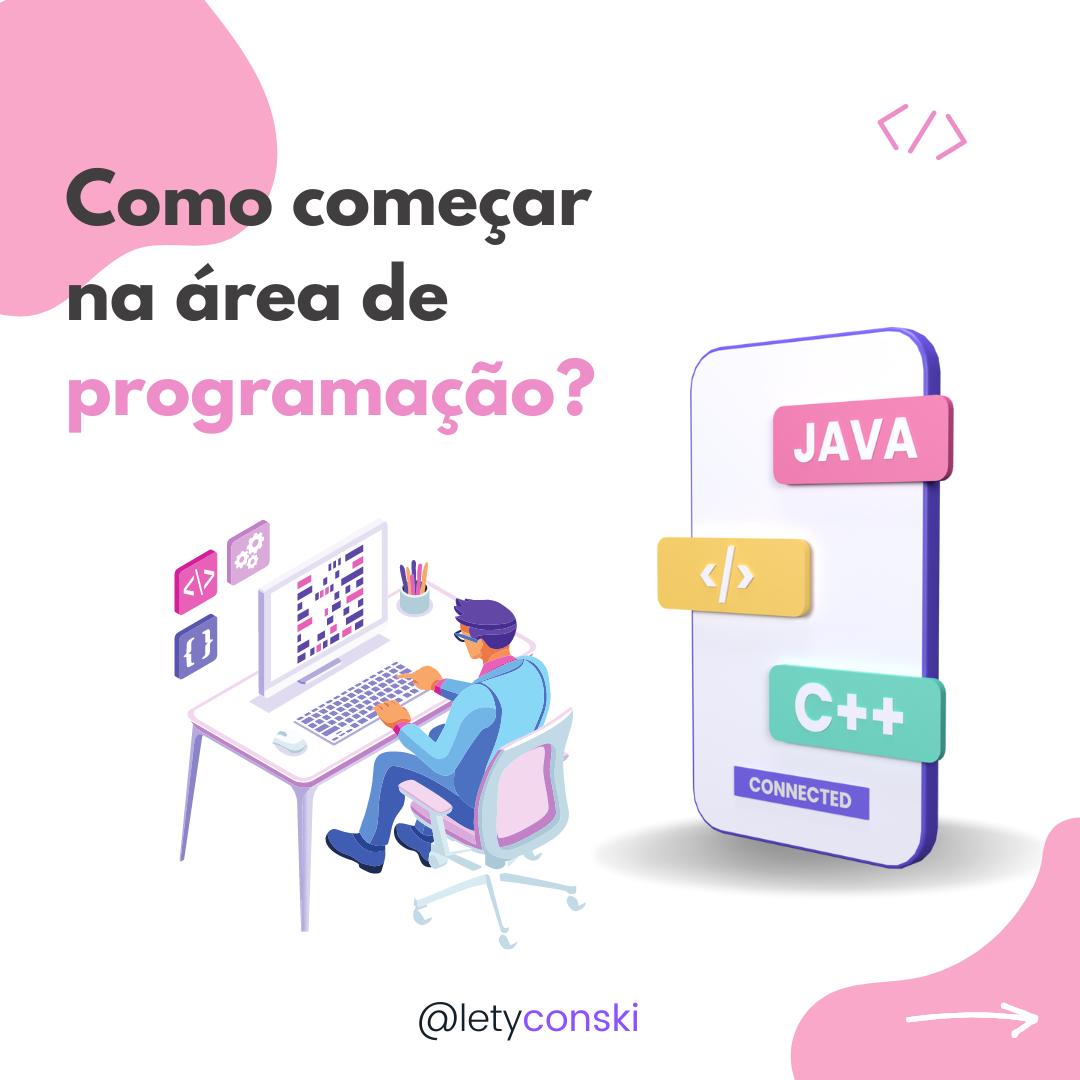 Como começar
na área de
programação?
</>
JAVA
</>
C++
CONNECTED
</>
{ }
@letyconski